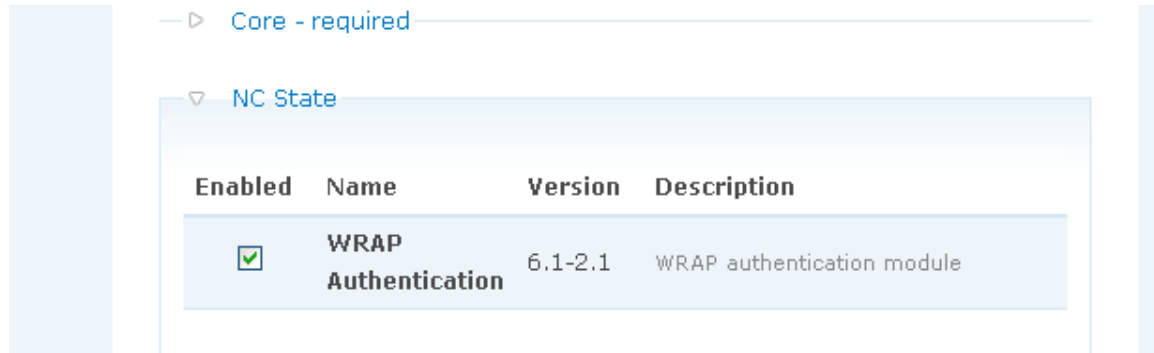 Core - required
NC State
Enabled Name Version Description
WRAP
Authentication 6.1-2.1 WRAP authentication module